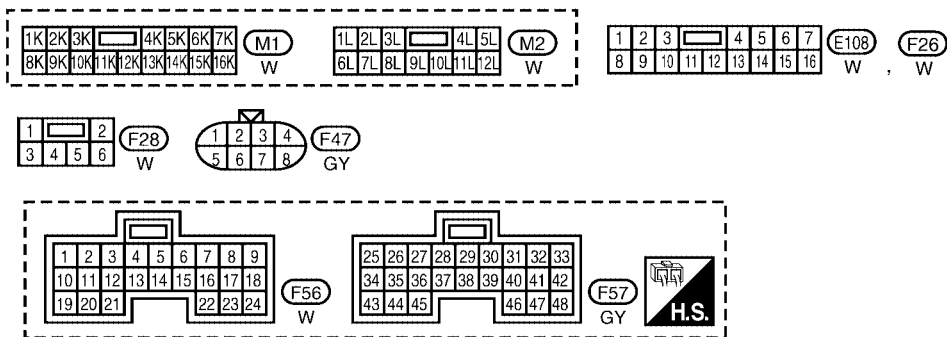 1K 2K 3K 4K 5K 6K 7K
8K 9K 10K 11K 12K 13K 14K 15K 16K
M1
W
1L 2L 3L 4L 5L
6L 7L 8L 9L 10L 11L 12L
M2
W
1 2 3 4 5 6 7
8 9 10 11 12 13 14 15 16
E108
W
,
F26
W
1 2
3 4 5 6
F28
W
1 2 3 4
5 6 7 8
F47
GY
1 2 3 4 5 6 7 8 9
10 11 12 13 14 15 16 17 18
19 20 21 22 23 24
F56
W
25 26 27 28 29 30 31 32 33
34 35 36 37 38 39 40 41 42
43 44 45 46 47 48
F57
GY
H.S.